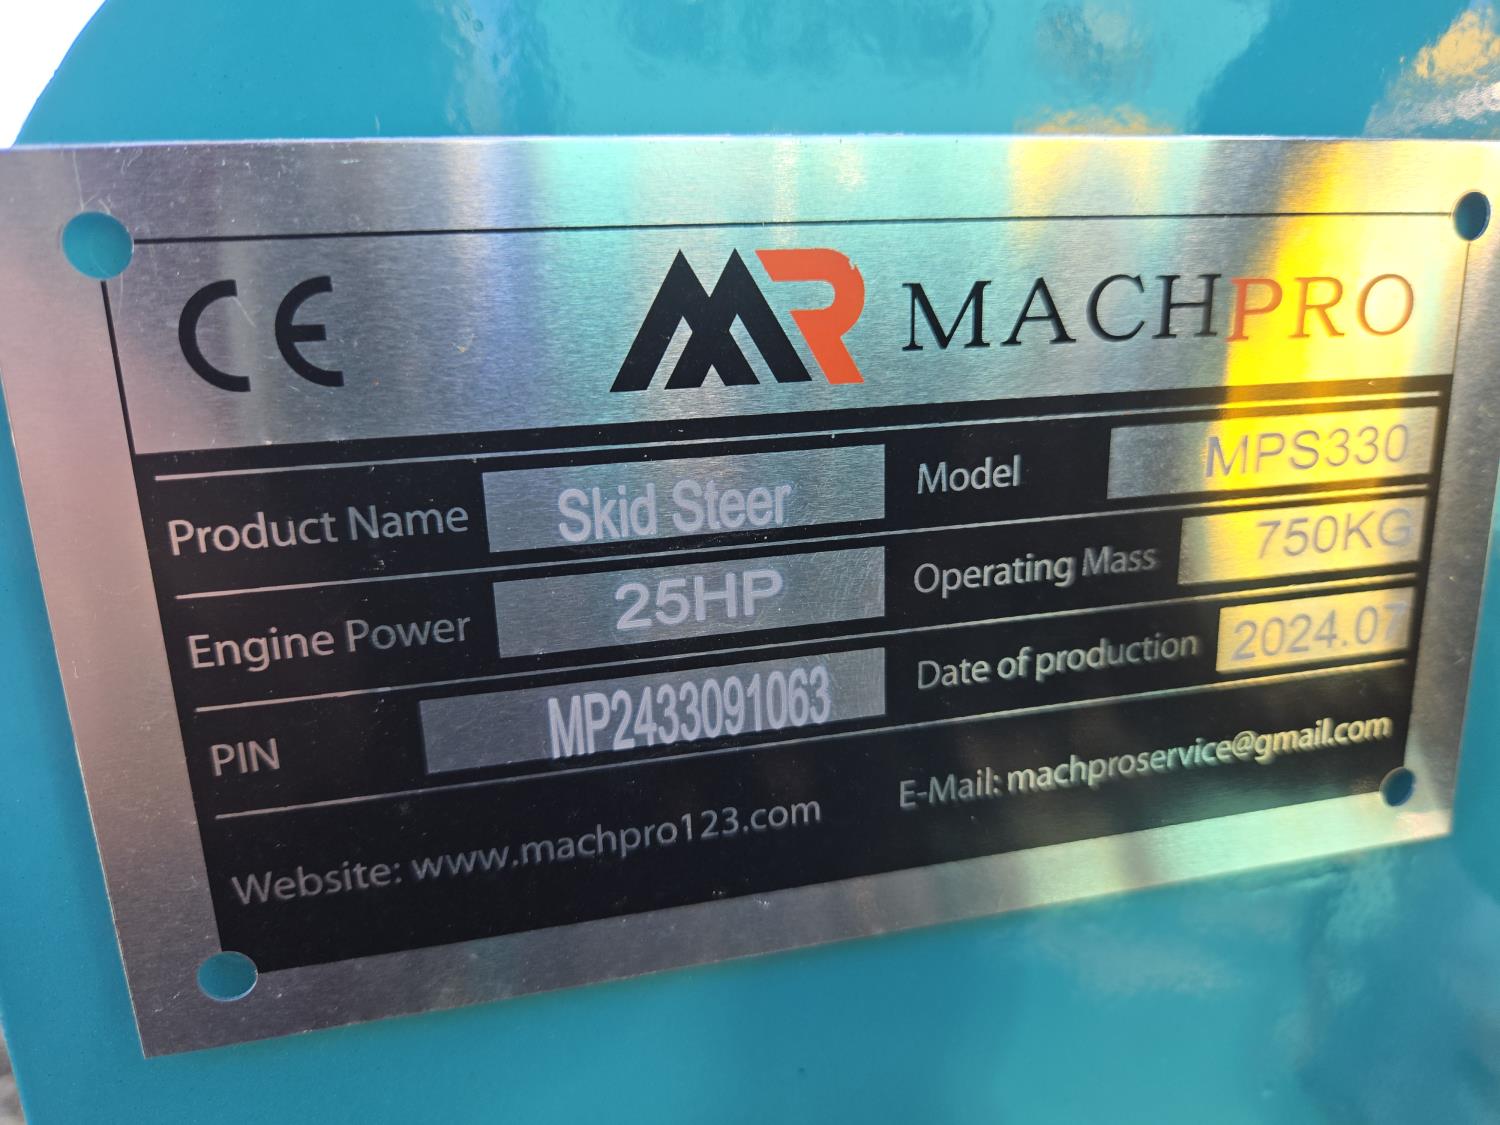 CE
MR MACHPRO
Product Name Skid Steer Model MPS330
Engine Power 25HP Operating Mass 750KG
PIN MP2433091063 Date of production 2024.07
Website: www.machpro123.com E-Mail: machproservice@gmail.com